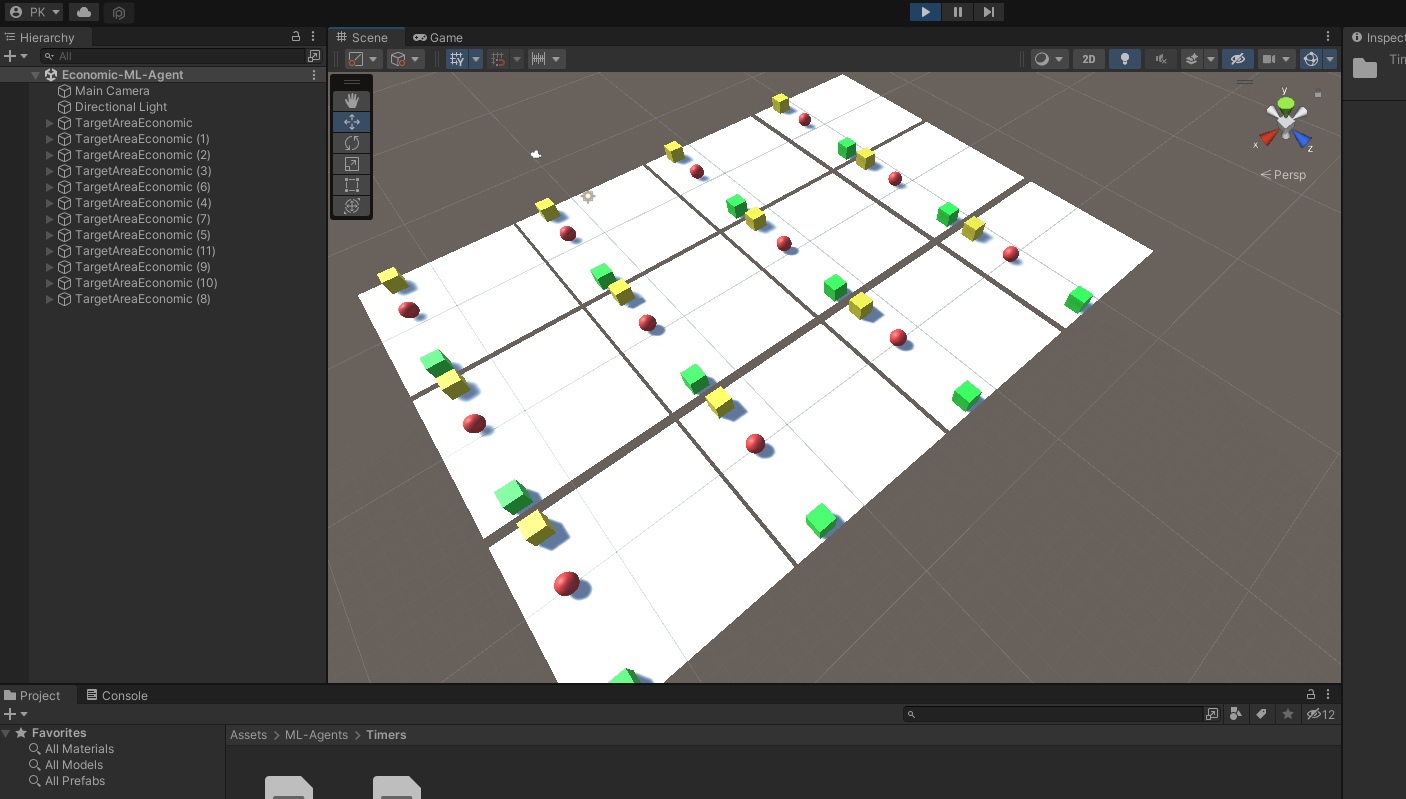 PK
Hierarchy
All
Economic-ML-Agent
Main Camera
Directional Light
TargetAreaEconomic
TargetAreaEconomic (1)
TargetAreaEconomic (2)
TargetAreaEconomic (3)
TargetAreaEconomic (6)
TargetAreaEconomic (4)
TargetAreaEconomic (7)
TargetAreaEconomic (5)
TargetAreaEconomic (11)
TargetAreaEconomic (9)
TargetAreaEconomic (10)
TargetAreaEconomic (8)
Scene
Game
2D
y
x
z
Persp
Inspect
Tin
Project
Console
12
Favorites
All Materials
All Models
All Prefabs
Assets > ML-Agents > Timers